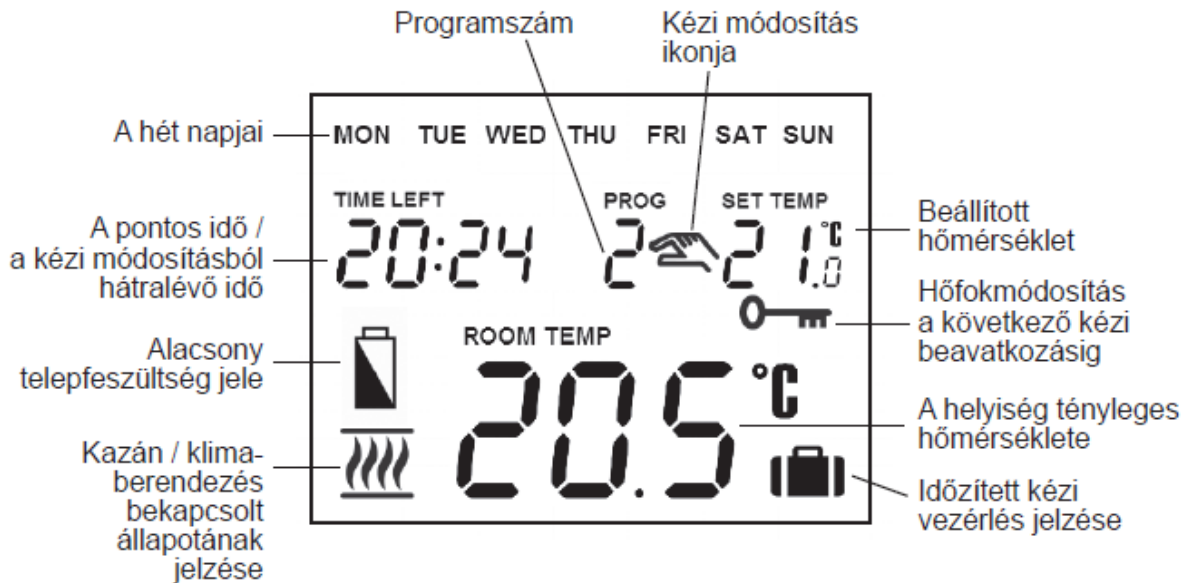 Programszám
Kézi módosítás
ikonja
A hét napjai
MON TUE WED THU FRI SAT SUN
TIME LEFT
PROG
SET TEMP
A pontos idő /
a kézi módosításból
hátralévő idő
20:24
2
21.0 °C
Beállított
hőmérséklet
Hőfokmódosítás
a következő kézi
beavatkozásig
Alacsony
telepfeszültség jele
ROOM TEMP
20.5 °C
A helyiség tényleges
hőmérséklete
Kazán / klíma-
berendezés
bekapcsolt
állapotának
jelzése
Időzített kézi
vezérlés jelzése